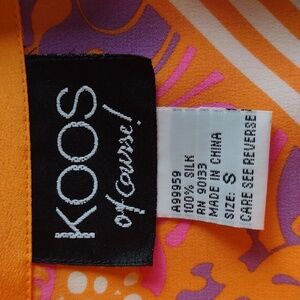 KOOS
of course!
A99959
100% SILK
RN 90133
MADE IN CHINA
SIZE: S
(CARE SEE REVERSE)